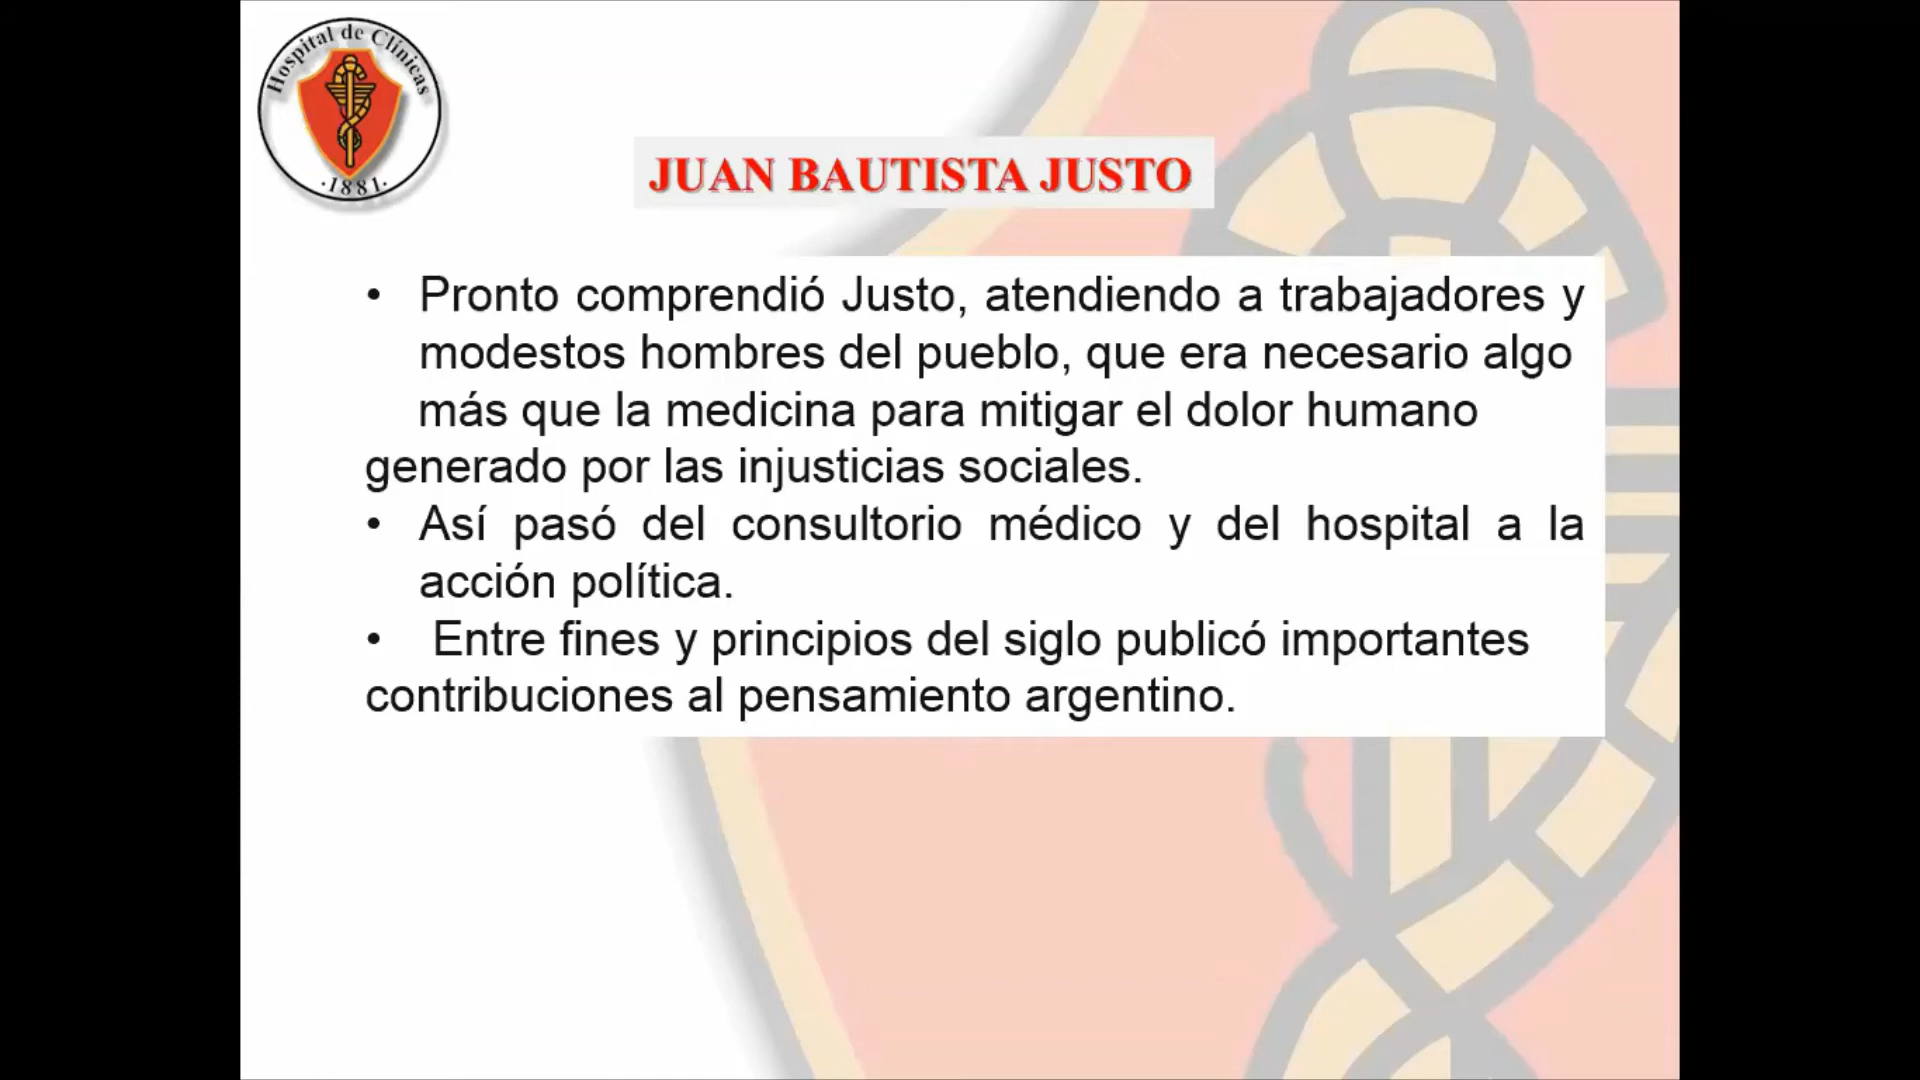 Hospital de Clínicas
·1881·
JUAN BAUTISTA JUSTO
• Pronto comprendió Justo, atendiendo a trabajadores y
modestos hombres del pueblo, que era necesario algo
más que la medicina para mitigar el dolor humano
generado por las injusticias sociales.
• Así pasó del consultorio médico y del hospital a la
acción política.
• Entre fines y principios del siglo publicó importantes
contribuciones al pensamiento argentino.